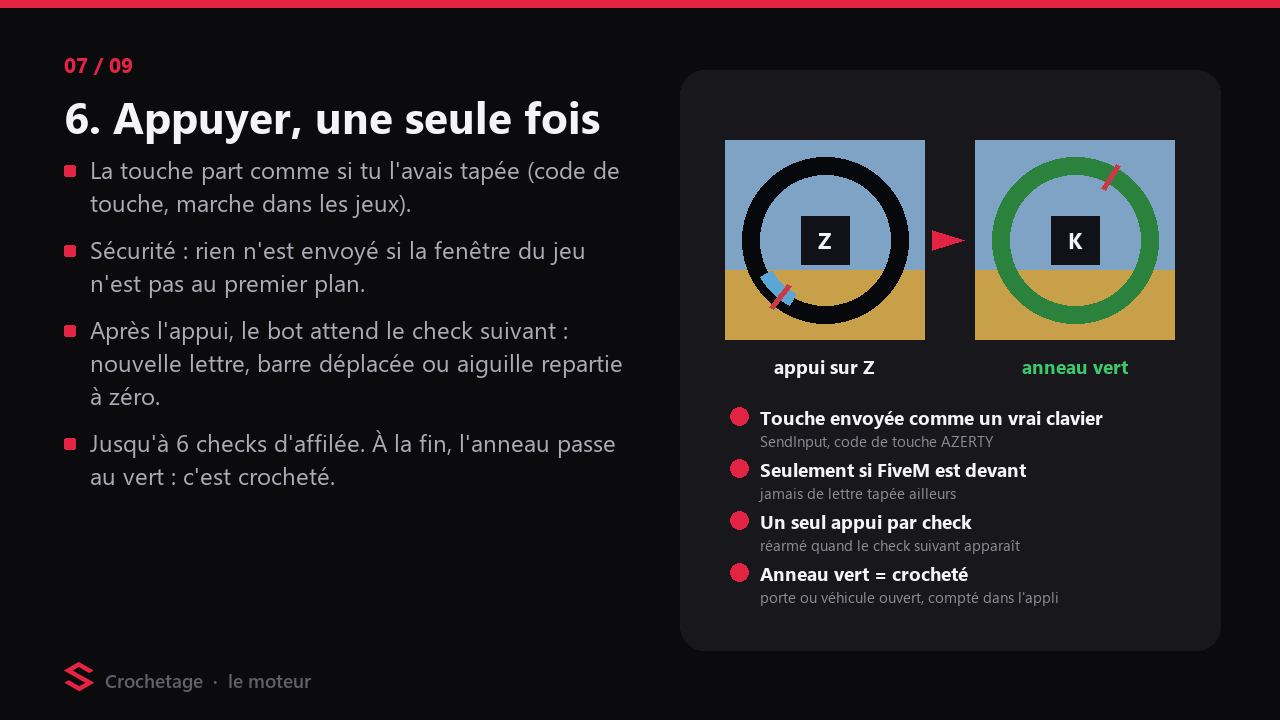 07 / 09
6. Appuyer, une seule fois
La touche part comme si tu l'avais tapée (code de
touche, marche dans les jeux).
Sécurité : rien n'est envoyé si la fenêtre du jeu
n'est pas au premier plan.
Après l'appui, le bot attend le check suivant :
nouvelle lettre, barre déplacée ou aiguille repartie
à zéro.
Jusqu'à 6 checks d'affilée. À la fin, l'anneau passe
au vert : c'est crocheté.
Z
K
appui sur Z
anneau vert
Touche envoyée comme un vrai clavier
SendInput, code de touche AZERTY
Seulement si FiveM est devant
jamais de lettre tapée ailleurs
Un seul appui par check
réarmé quand le check suivant apparaît
Anneau vert = crocheté
porte ou véhicule ouvert, compté dans l'appli
Crochetage · le moteur